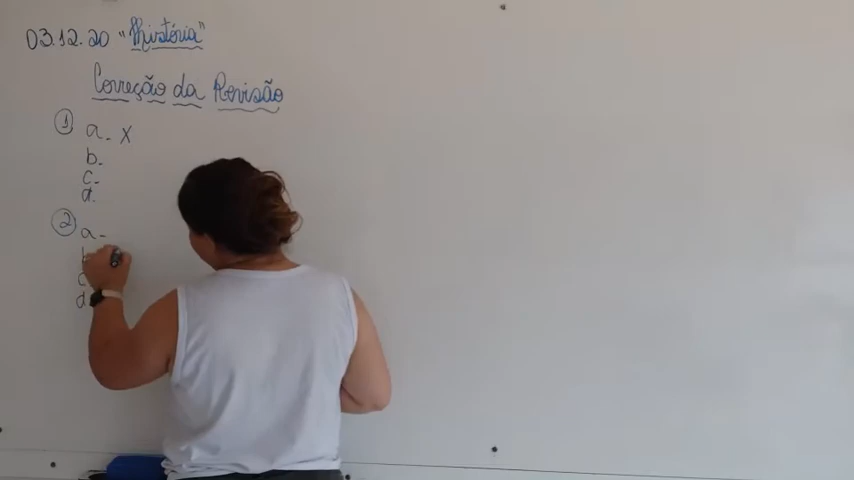 03.12.20 "História"
Correção da Revisão
1 a. X
b.
c.
d.
2 a.
b
c
d